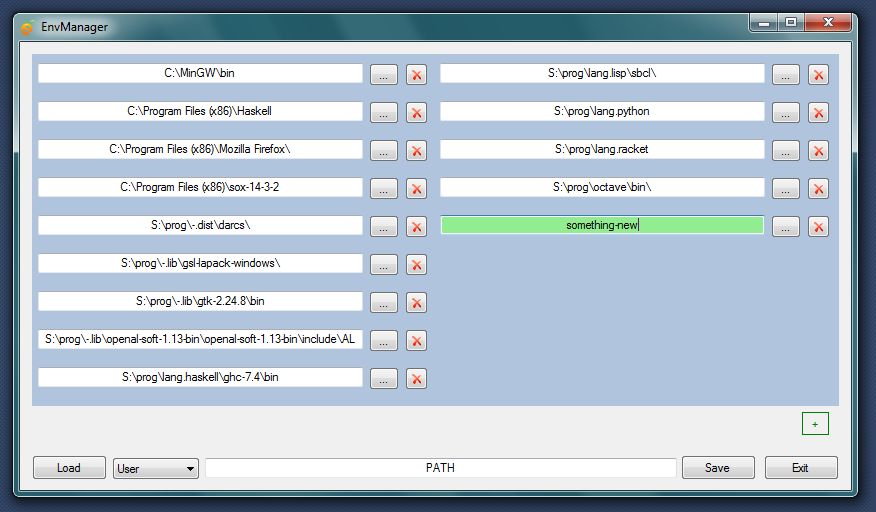 EnvManager
C:\MinGW\bin
...
C:\Program Files (x86)\Haskell
...
C:\Program Files (x86)\Mozilla Firefox\
...
C:\Program Files (x86)\sox-14-3-2
...
S:\prog\-.dist\darcs\
...
S:\prog\-.lib\gsl-lapack-windows\
...
S:\prog\-.lib\gtk-2.24.8\bin
...
S:\prog\-.lib\openal-soft-1.13-bin\openal-soft-1.13-bin\include\AL
...
S:\prog\lang.haskell\ghc-7.4\bin
...
S:\prog\lang.lisp\sbcl\
...
S:\prog\lang.python
...
S:\prog\lang.racket
...
S:\prog\octave\bin\
...
something-new
...
+
Load
User
PATH
Save
Exit